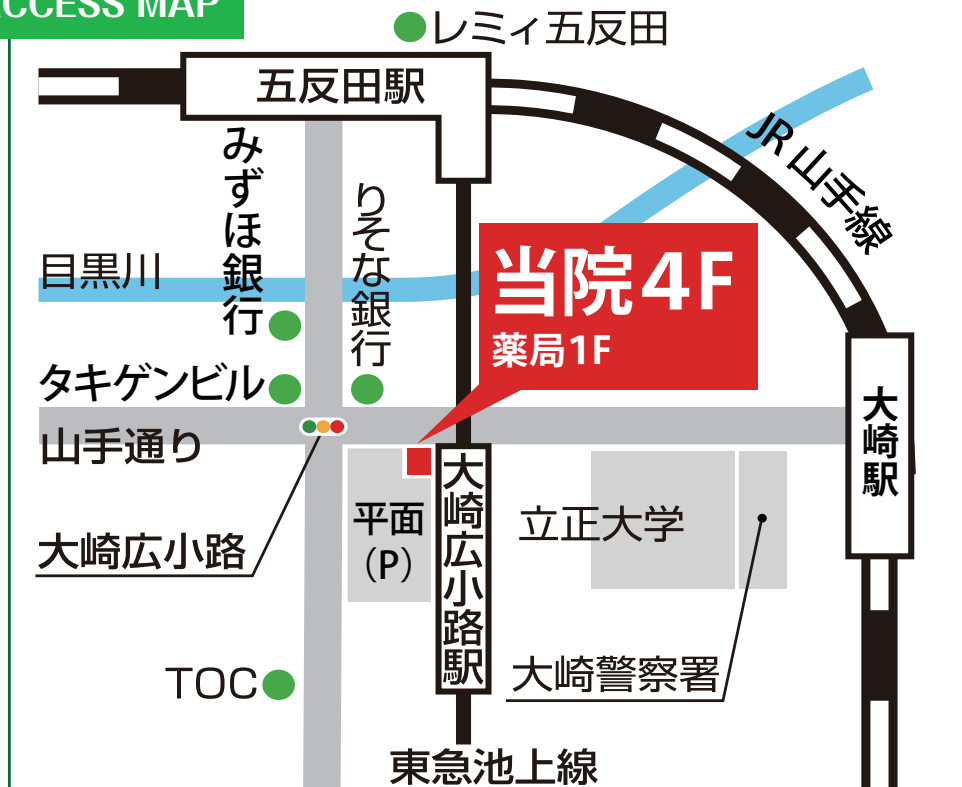 ACCESS MAP
レミィ五反田
五反田駅
みずほ銀行
りそな銀行
JR山手線
目黒川
当院4F
薬局1F
タキゲンビル
山手通り
大崎駅
大崎広小路
平面
(P)
大崎広小路駅
立正大学
大崎警察署
TOC
東急池上線